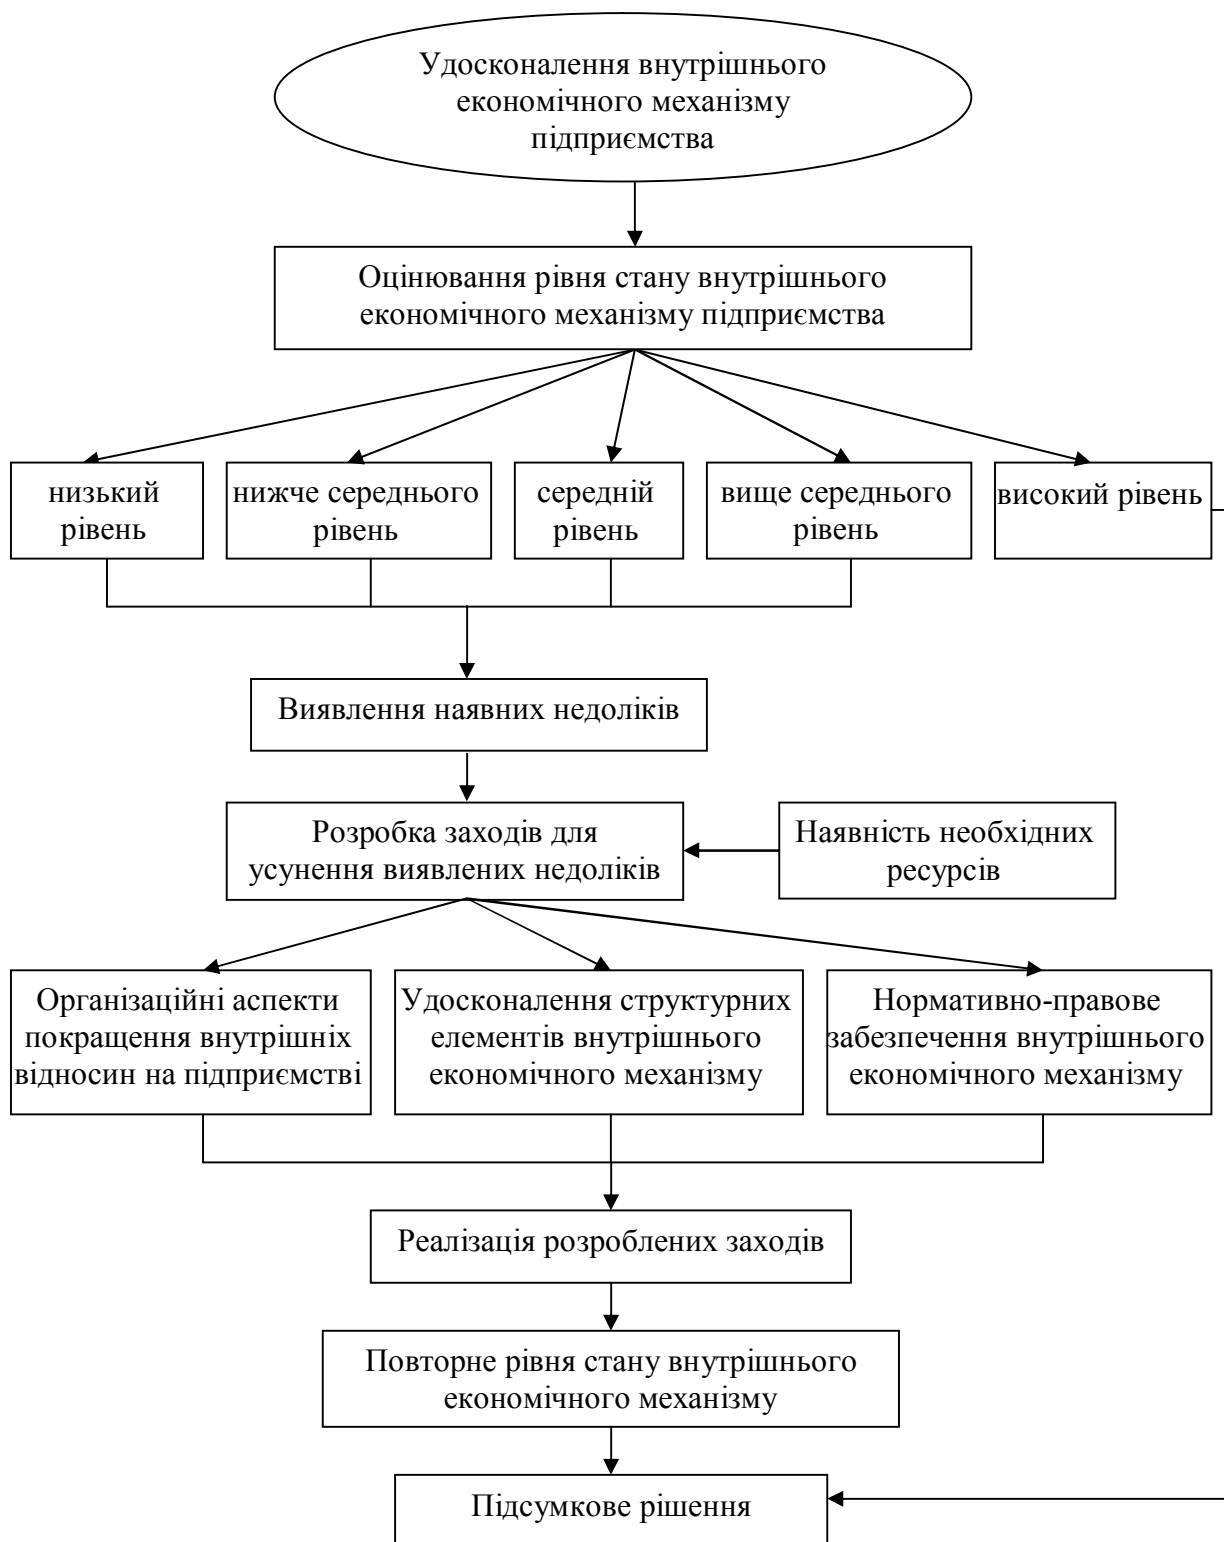 Удосконалення внутрішнього
економічного механізму
підприємства
Оцінювання рівня стану внутрішнього
економічного механізму підприємства
низький
рівень
нижче середнього
рівень
середній
рівень
вище середнього
рівень
високий рівень
Виявлення наявних недоліків
Розробка заходів для
усунення виявлених недоліків
Наявність необхідних
ресурсів
Організаційні аспекти
покращення внутрішніх
відносин на підприємстві
Удосконалення структурних
елементів внутрішнього
економічного механізму
Нормативно-правове
забезпечення внутрішнього
економічного механізму
Реалізація розроблених заходів
Повторне рівня стану внутрішнього
економічного механізму
Підсумкове рішення